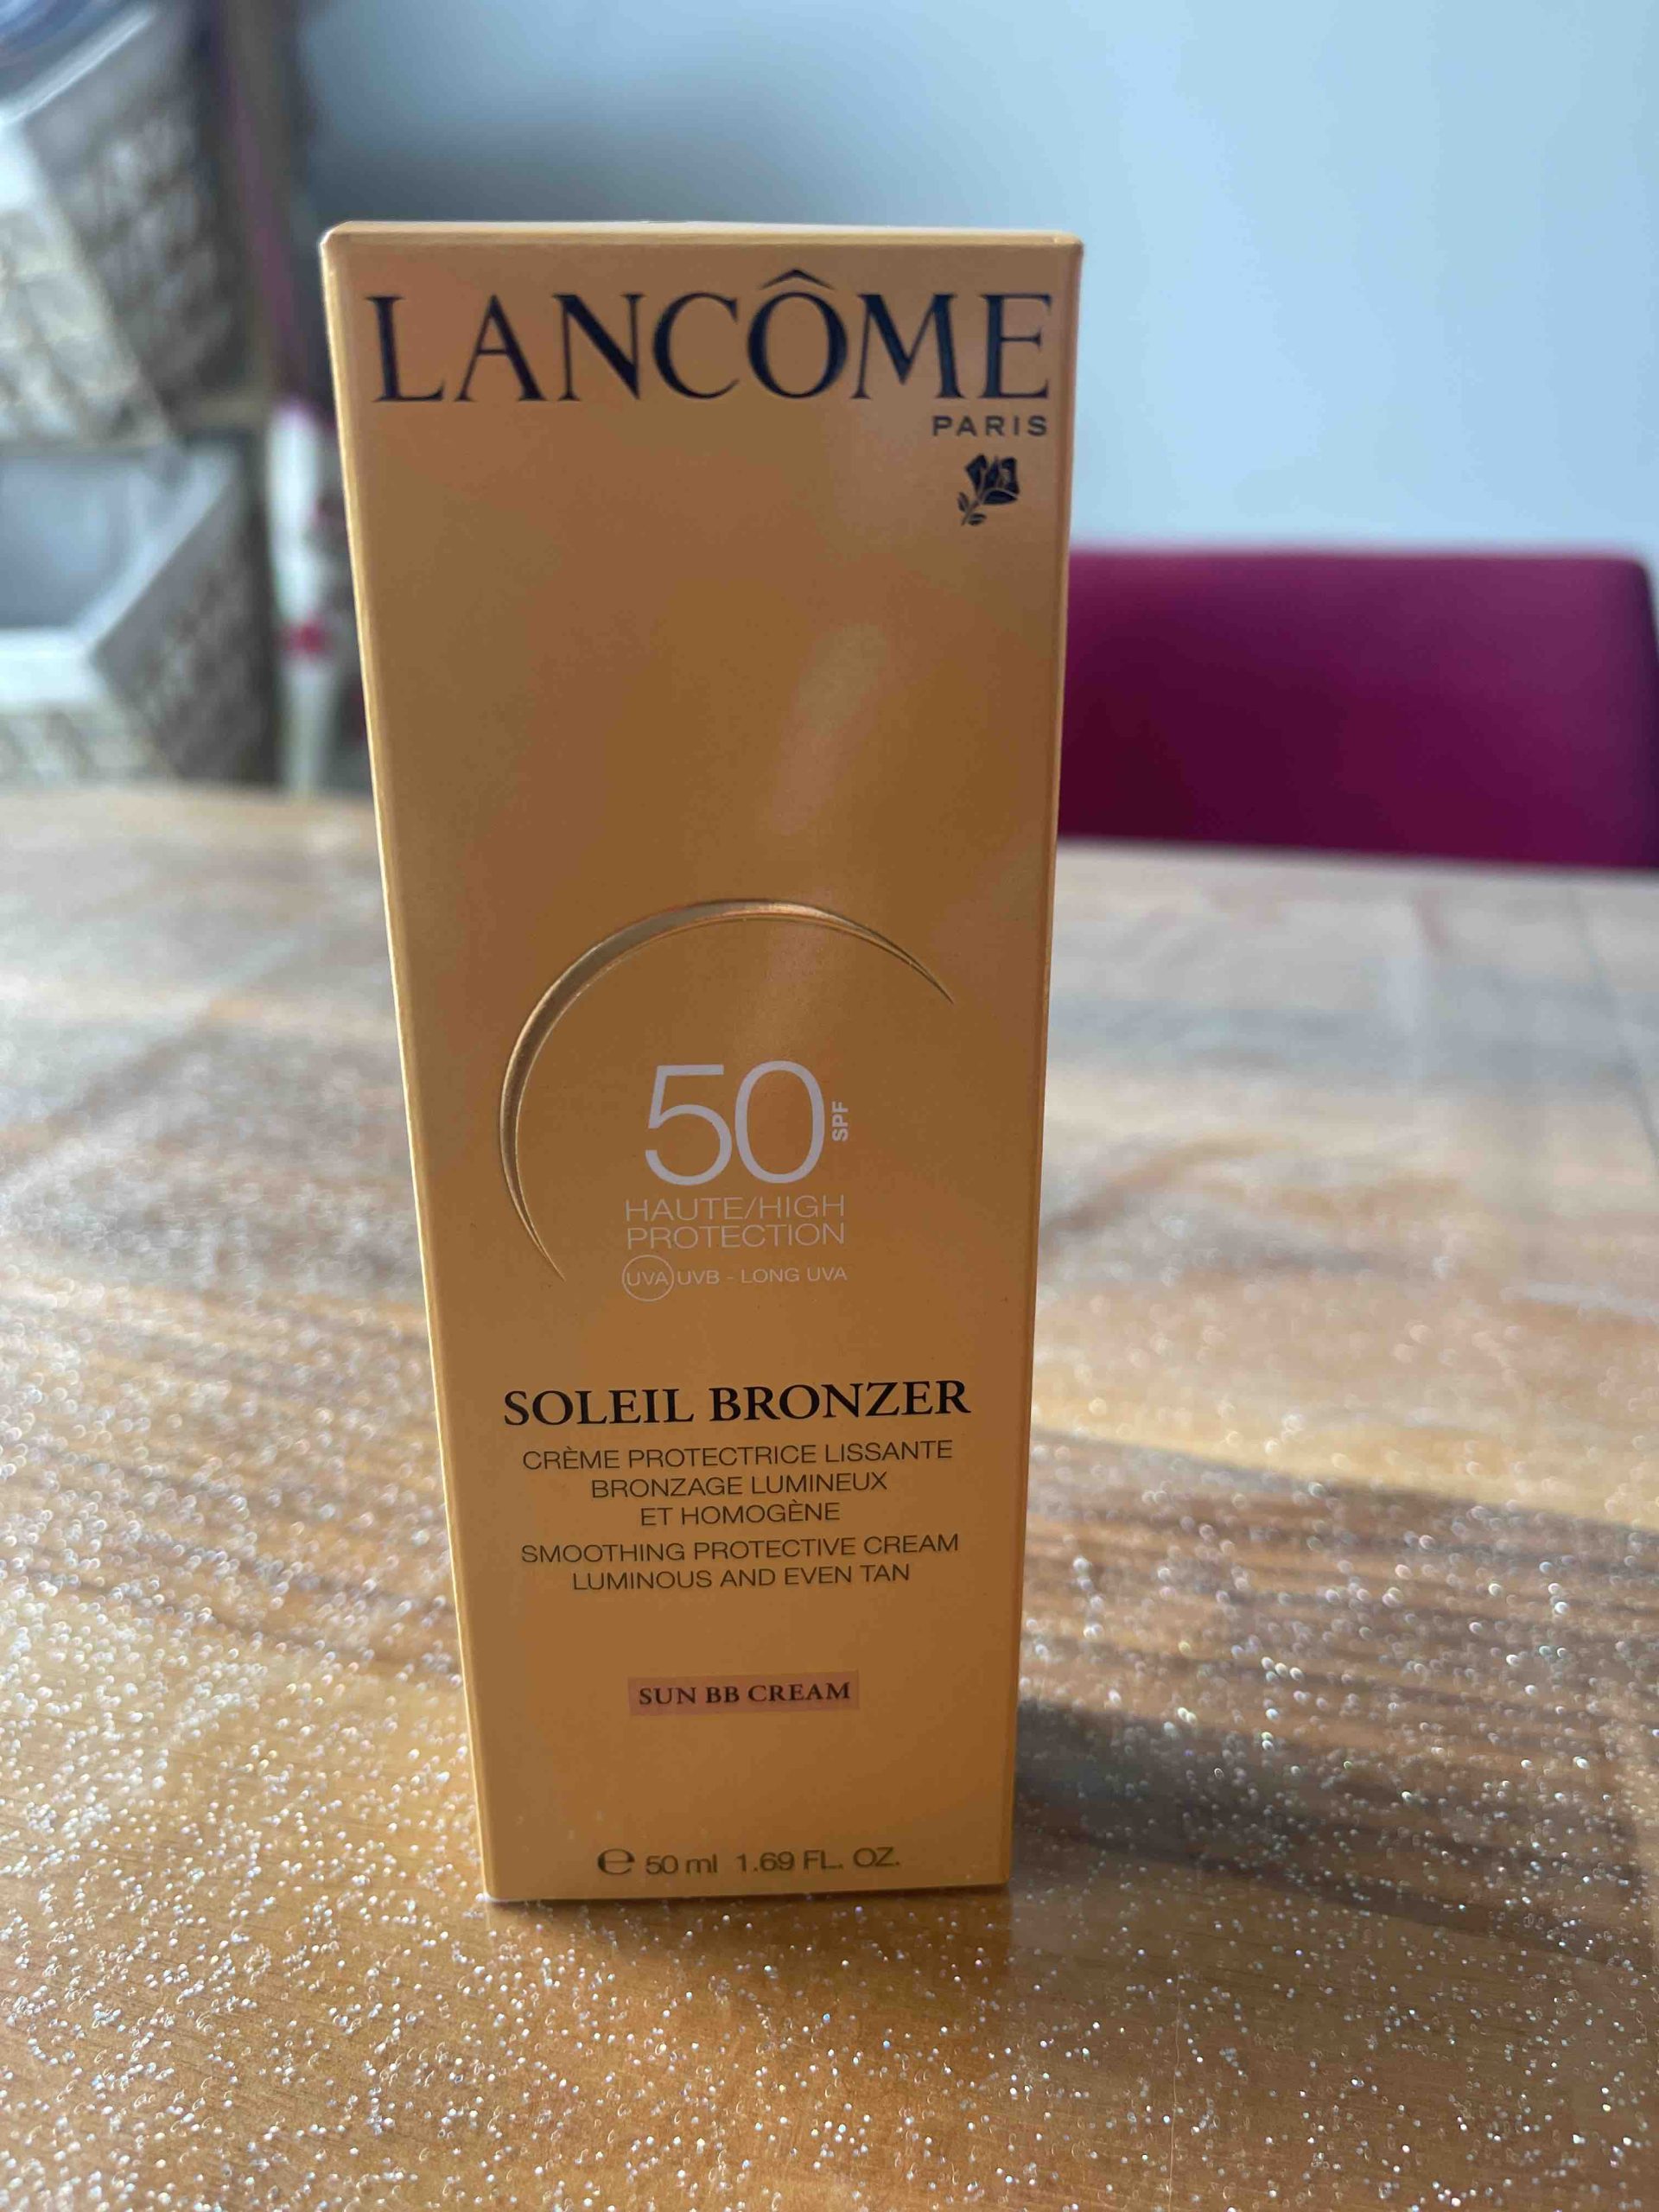 LANCÔME
PARIS
50 SPF
HAUTE/HIGH
PROTECTION
UVA UVB - LONG UVA
SOLEIL BRONZER
CRÈME PROTECTRICE LISSANTE
BRONZAGE LUMINEUX
ET HOMOGÈNE
SMOOTHING PROTECTIVE CREAM
LUMINOUS AND EVEN TAN
SUN BB CREAM
℮ 50 ml 1.69 FL. OZ.